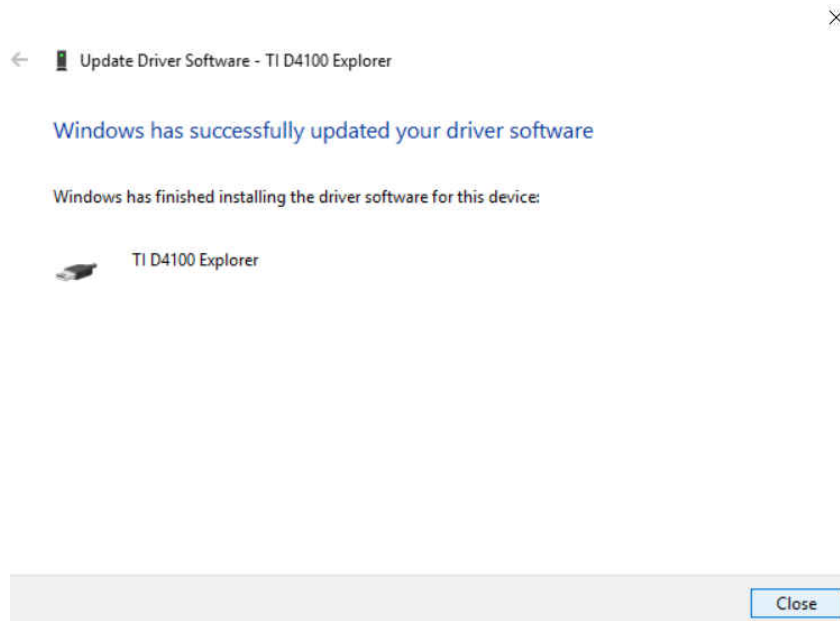 Update Driver Software - TI D4100 Explorer
Windows has successfully updated your driver software
Windows has finished installing the driver software for this device:
TI D4100 Explorer
Close